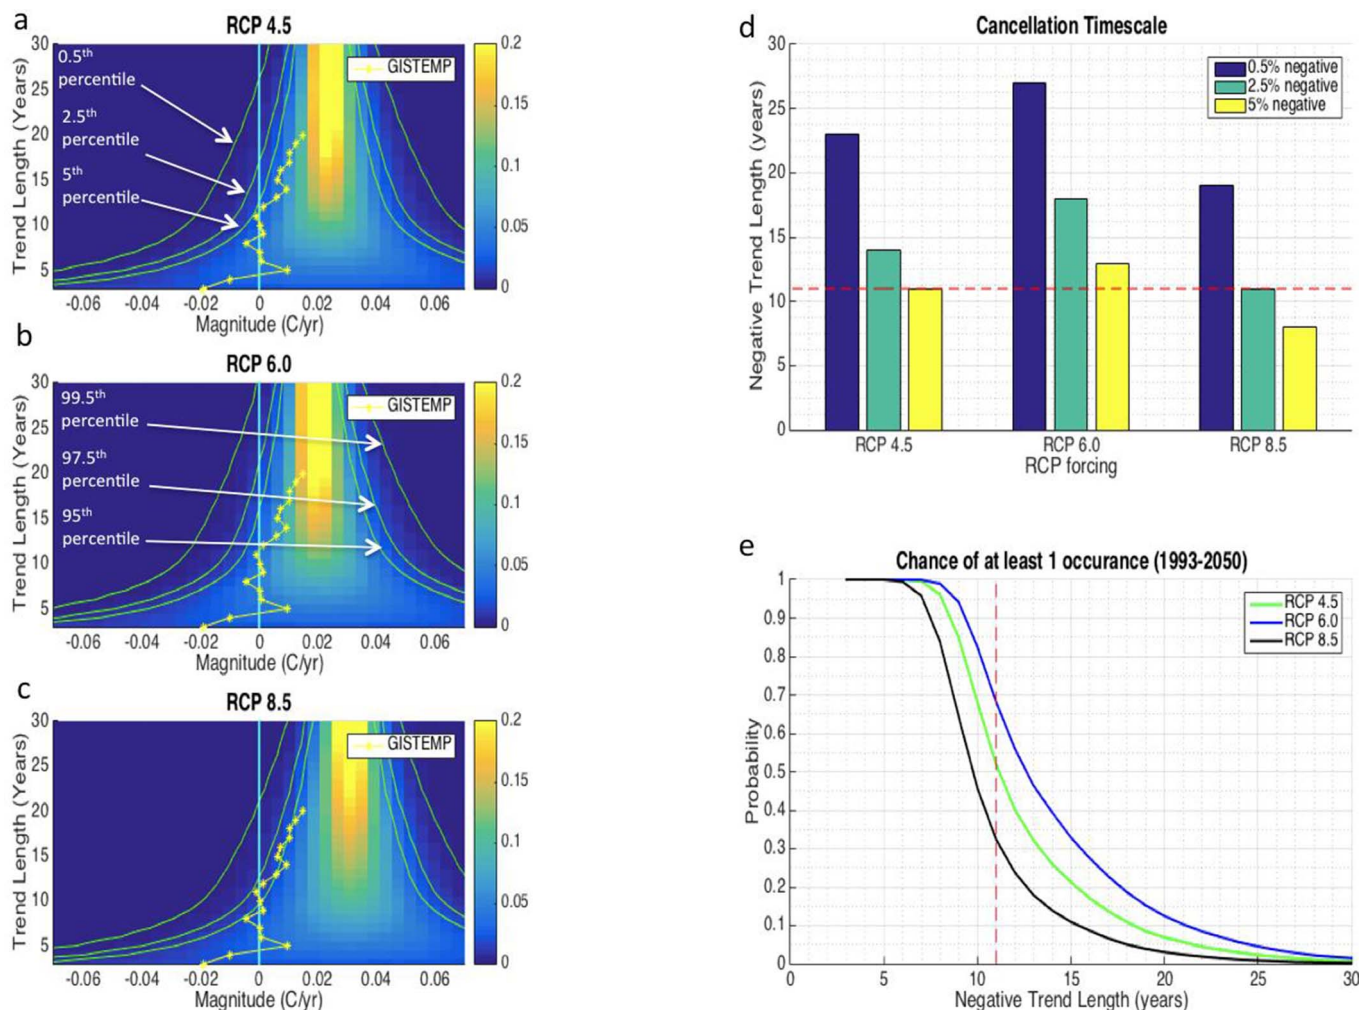 a
RCP 4.5
30
25
20
15
10
5
Trend Length (Years)
0.5th
percentile
2.5th
percentile
5th
percentile
GISTEMP
0.2
0.15
0.1
0.05
0
-0.06 -0.04 -0.02 0 0.02 0.04 0.06
Magnitude (C/yr)
b
RCP 6.0
30
25
20
15
10
5
Trend Length (Years)
99.5th
percentile
97.5th
percentile
95th
percentile
GISTEMP
0.2
0.15
0.1
0.05
0
-0.06 -0.04 -0.02 0 0.02 0.04 0.06
Magnitude (C/yr)
c
RCP 8.5
30
25
20
15
10
5
Trend Length (Years)
GISTEMP
0.2
0.15
0.1
0.05
0
-0.06 -0.04 -0.02 0 0.02 0.04 0.06
Magnitude (C/yr)
d
Cancellation Timescale
30
25
20
15
10
5
0
Negative Trend Length (years)
0.5% negative
2.5% negative
5% negative
RCP 4.5 RCP 6.0 RCP 8.5
RCP forcing
e
Chance of at least 1 occurance (1993-2050)
1
0.9
0.8
0.7
0.6
0.5
0.4
0.3
0.2
0.1
0
Probability
RCP 4.5
RCP 6.0
RCP 8.5
0 5 10 15 20 25 30
Negative Trend Length (years)